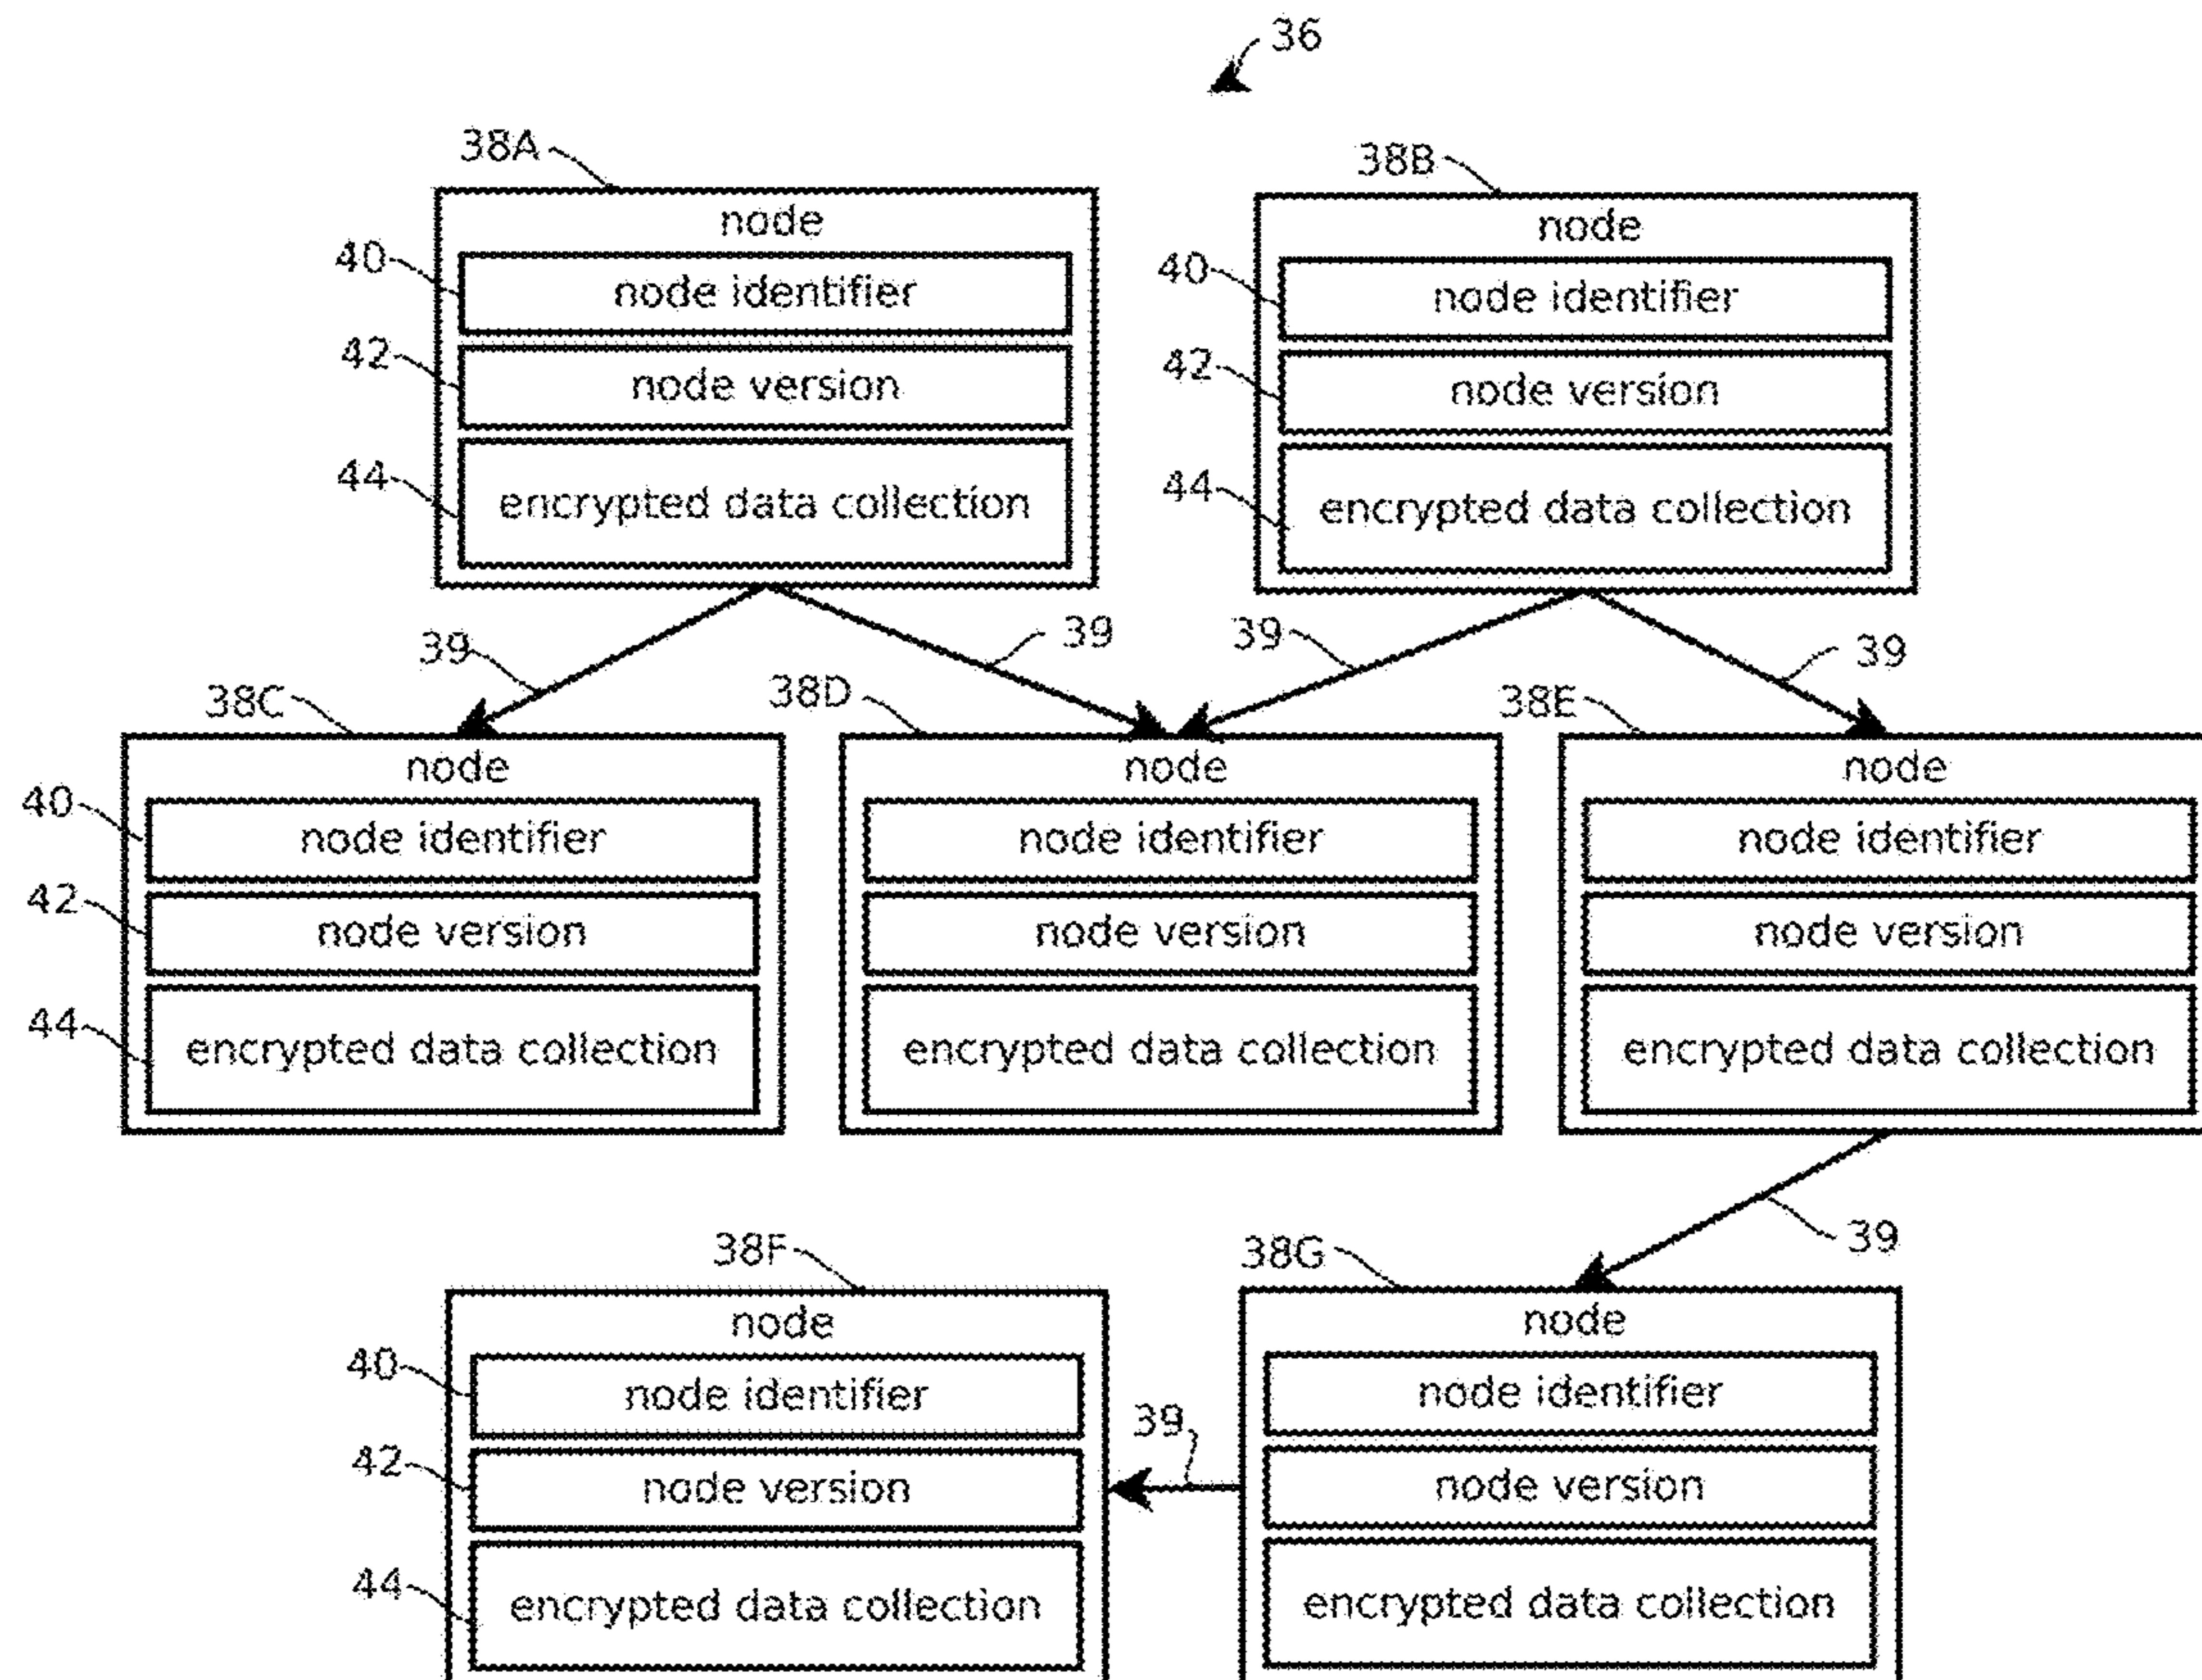 36
38A
38B
node
node
40
node identifier
40
node identifier
42
node version
42
node version
44
encrypted data collection
44
encrypted data collection
39
39
39
39
38C
38D
38E
node
node
node
40
node identifier
node identifier
node identifier
42
node version
node version
node version
44
encrypted data collection
encrypted data collection
encrypted data collection
39
38F
38G
node
node
40
node identifier
node identifier
39
42
node version
node version
44
encrypted data collection
encrypted data collection